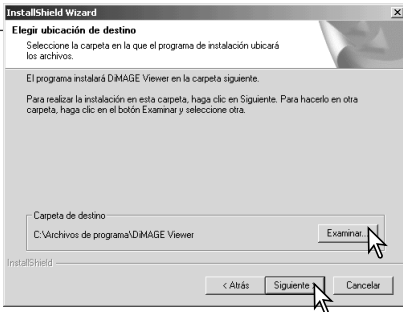 InstallShield Wizard
Elegir ubicación de destino
Seleccione la carpeta en la que el programa de instalación ubicará
los archivos.
El programa instalará DiMAGE Viewer en la carpeta siguiente.
Para realizar la instalación en esta carpeta, haga clic en Siguiente. Para hacerlo en otra
carpeta, haga clic en el botón Examinar y seleccione otra.
Carpeta de destino
C:\Archivos de programa\DiMAGE Viewer
Examinar...
InstallShield
< Atrás
Siguiente >
Cancelar